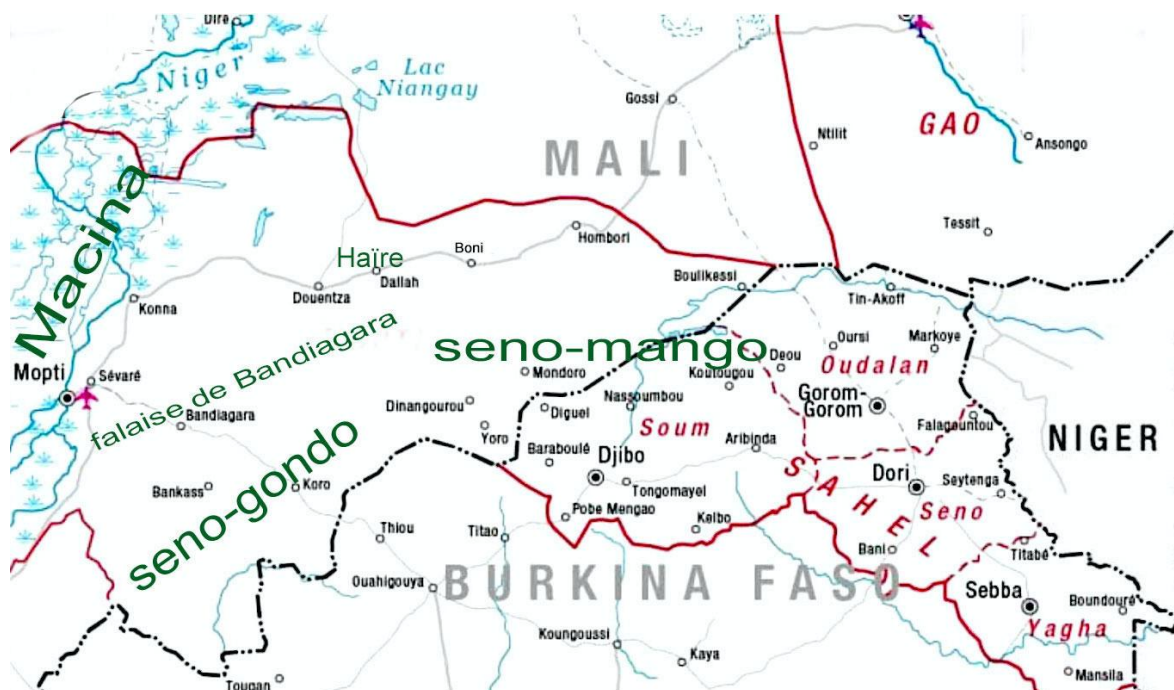 Diré
Niger
Lac
Niangay
Gossi
Ntilit
GAO
Ansongo
MALI
Macina
Tessit
Hombori
Boni
Haïre
Dallah
Douentza
Konna
Boulikessi
Tin-Akoff
falaise de Bandiagara
seno-mango
Oursi
Markoye
Deou
Oudalan
Mopti
Sévaré
Mondoro
Koutougou
Gorom
Gorom
Dinangourou
Diguel
Nassoumbou
Soum
Bandiagara
Yoro
Falagountou
NIGER
Aribinda
Baraboulé
Djibo
SAHEL
Dori
seno-gondo
Bankass
Koro
Tongomayel
Seytenga
Seno
Pobe Mengao
Kelbo
Thiou
Titao
Bani
Titabé
Ouahigouya
BURKINA FASO
Sebba
Boundouré
Yagha
Koungoussi
Kaya
Mansila
Tougan